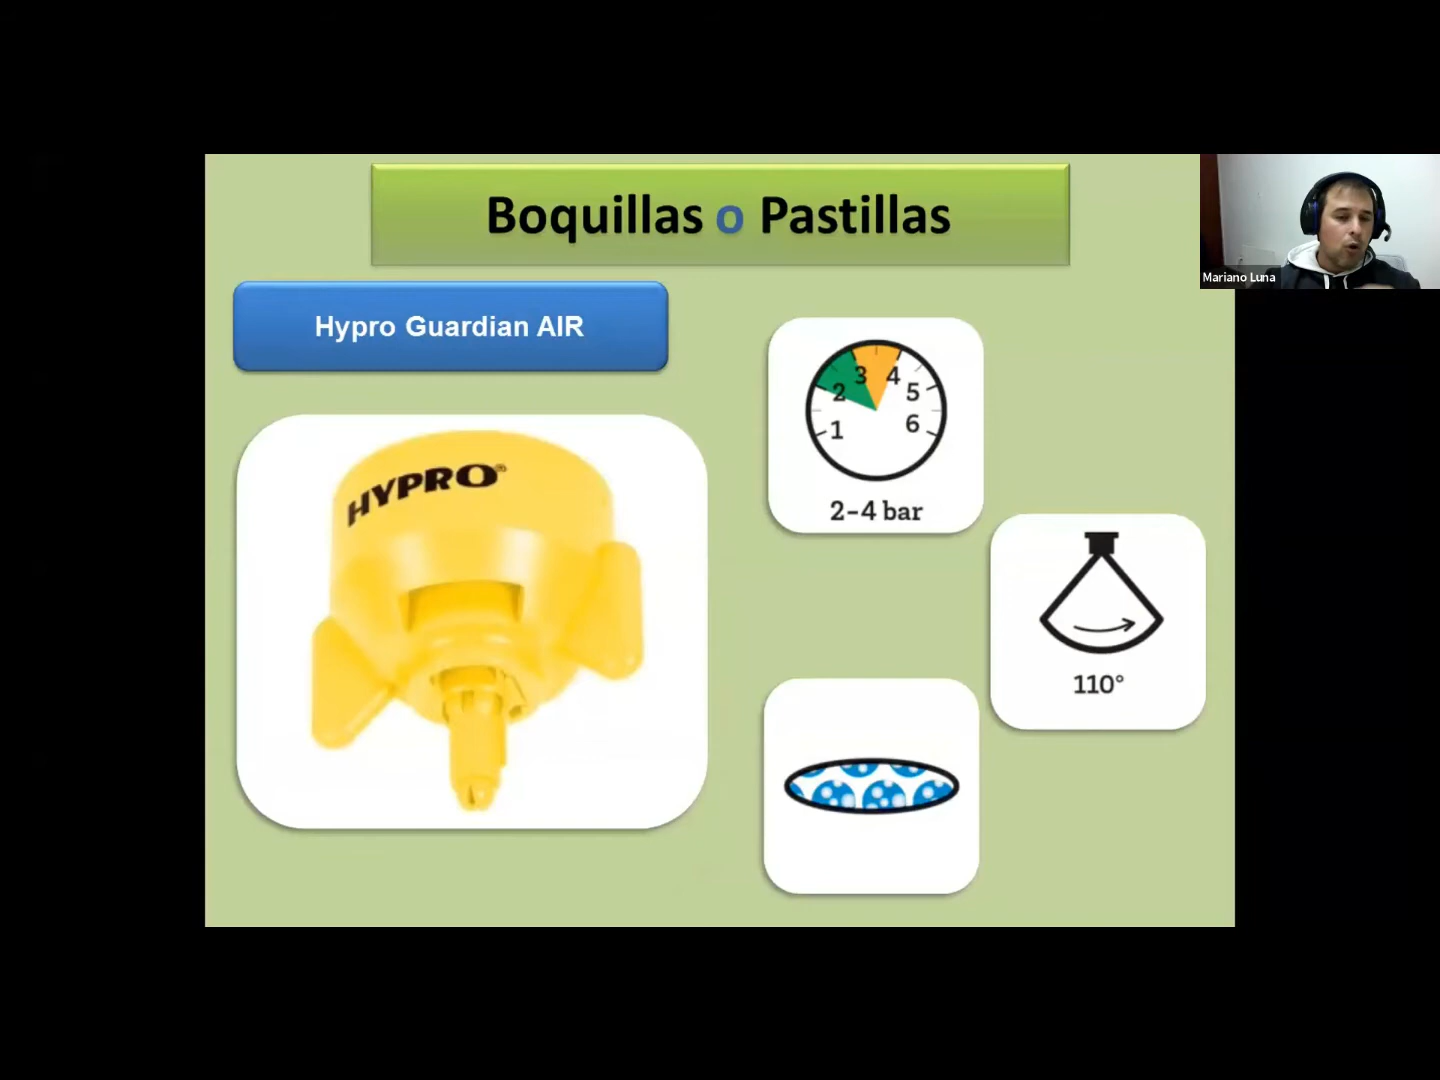 Boquillas o Pastillas
Mariano Luna
Hypro Guardian AIR
HYPRO®
1 2 3 4 5 6
2-4 bar
110°